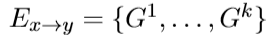 E_{x→y} = {G^1, . . . , G^k}